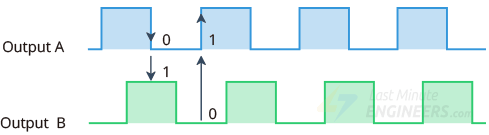 Output A
0
1
1
0
Output B
Last Minute
ENGINEERS.com